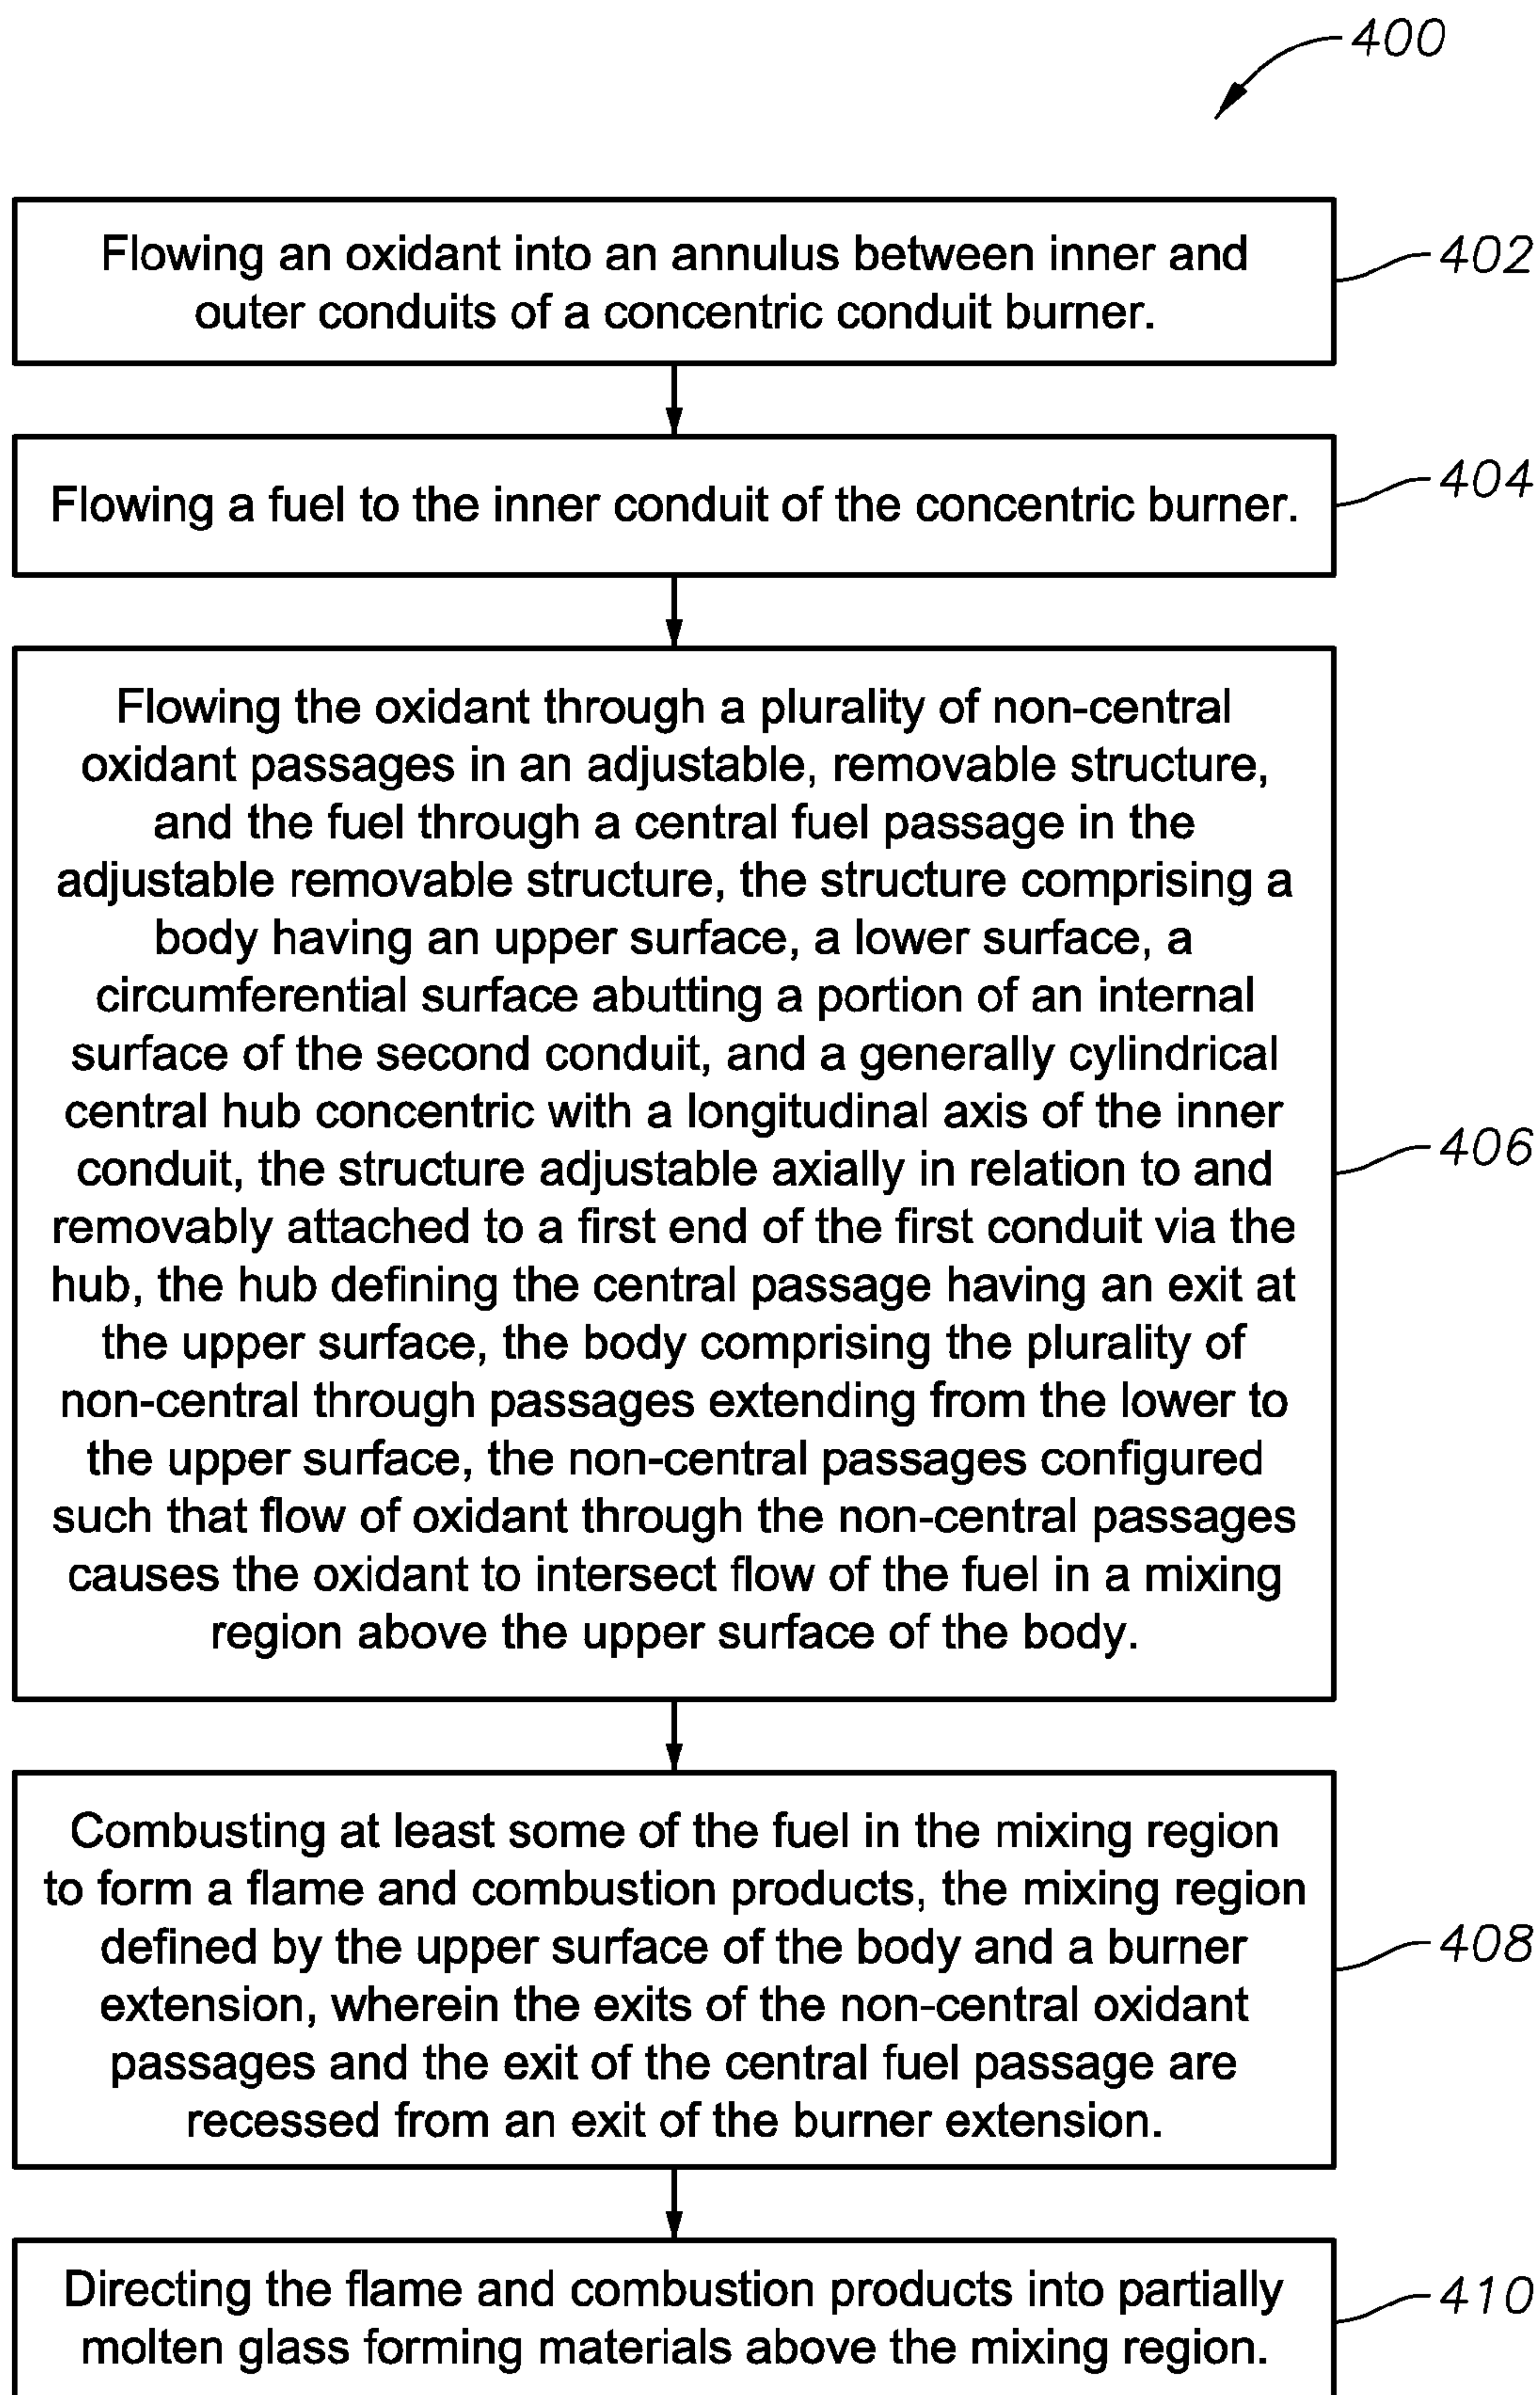 400
Flowing an oxidant into an annulus between inner and
outer conduits of a concentric conduit burner.
402
Flowing a fuel to the inner conduit of the concentric burner.
404
Flowing the oxidant through a plurality of non-central
oxidant passages in an adjustable, removable structure,
and the fuel through a central fuel passage in the
adjustable removable structure, the structure comprising a
body having an upper surface, a lower surface, a
circumferential surface abutting a portion of an internal
surface of the second conduit, and a generally cylindrical
central hub concentric with a longitudinal axis of the inner
conduit, the structure adjustable axially in relation to and
removably attached to a first end of the first conduit via the
hub, the hub defining the central passage having an exit at
the upper surface, the body comprising the plurality of
non-central through passages extending from the lower to
the upper surface, the non-central passages configured
such that flow of oxidant through the non-central passages
causes the oxidant to intersect flow of the fuel in a mixing
region above the upper surface of the body.
406
Combusting at least some of the fuel in the mixing region
to form a flame and combustion products, the mixing region
defined by the upper surface of the body and a burner
extension, wherein the exits of the non-central oxidant
passages and the exit of the central fuel passage are
recessed from an exit of the burner extension.
408
Directing the flame and combustion products into partially
molten glass forming materials above the mixing region.
410